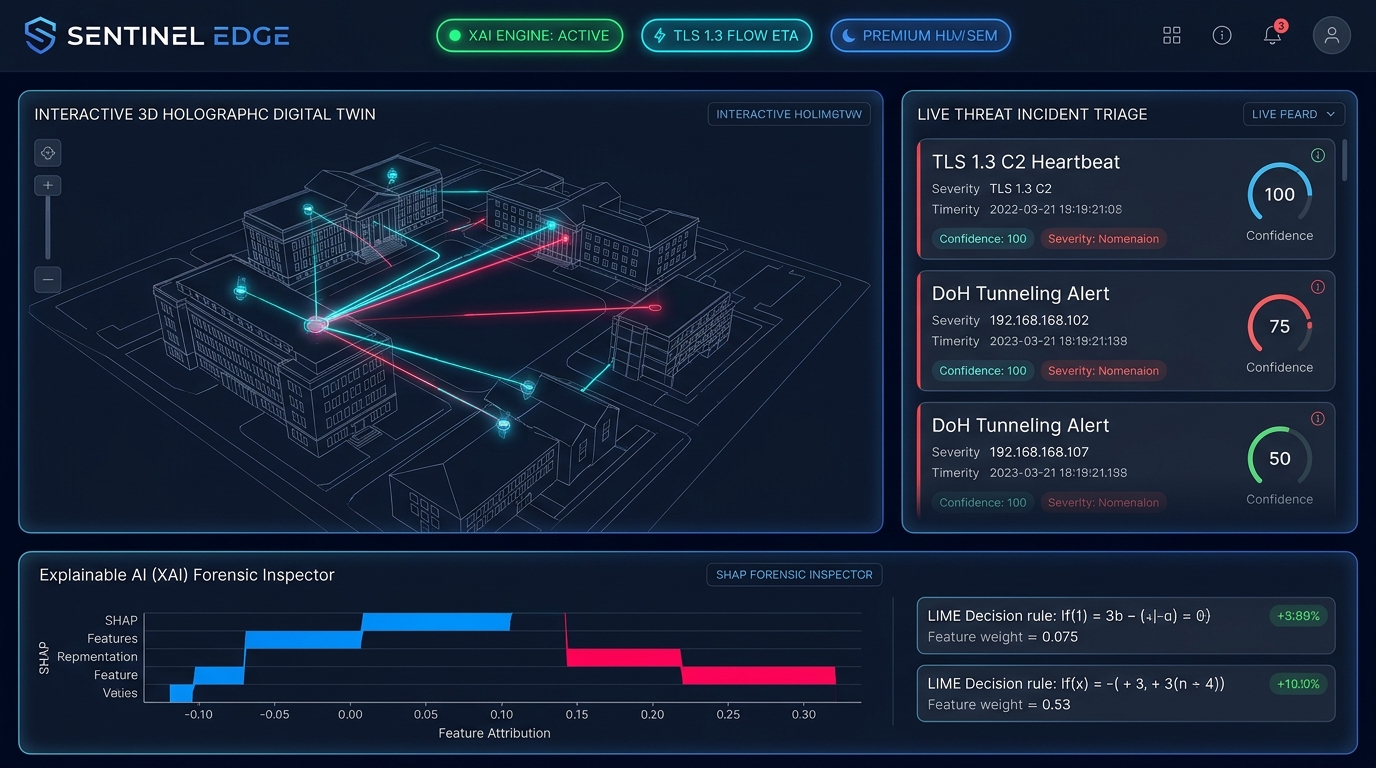 SENTINEL EDGE
XAI ENGINE: ACTIVE
TLS 1.3 FLOW ETA
PREMIUM HLV/SEM
3
INTERACTIVE 3D HOLOGRAPHC DIGITAL TWIN
INTERACTIVE HOLIMGTVW
LIVE THREAT INCIDENT TRIAGE
LIVE PEARD
TLS 1.3 C2 Heartbeat
Severity TLS 1.3 C2
Timerity 2022-03-21 19:19:21:08
Confidence: 100
Severity: Nomenaion
100
Confidence
DoH Tunneling Alert
Severity 192.168.168.102
Timerity 2023-03-21 18:19:21.138
Confidence: 100
Severity: Nomenaion
75
Confidence
DoH Tunneling Alert
Severity 192.168.168.107
Timerity 2023-03-21 18:19:21.138
Confidence: 100
Severity: Nomenaion
50
Confidence
Explainable AI (XAI) Forensic Inspector
SHAP FORENSIC INSPECTOR
SHAP
SHAP
Features
Repmentation
Feature
Vaties
-0.10
-0.05
0.00
0.05
0.10
0.15
0.20
0.25
0.30
Feature Attribution
LIME Decision rule: If(1) = 3b − = 0)
+3:89%
Feature weight = 0.075
LIME Decision rule: If(x) = −( + 3, + 3(n ÷ 4))
+10.!0%
Feature weight = 0.53